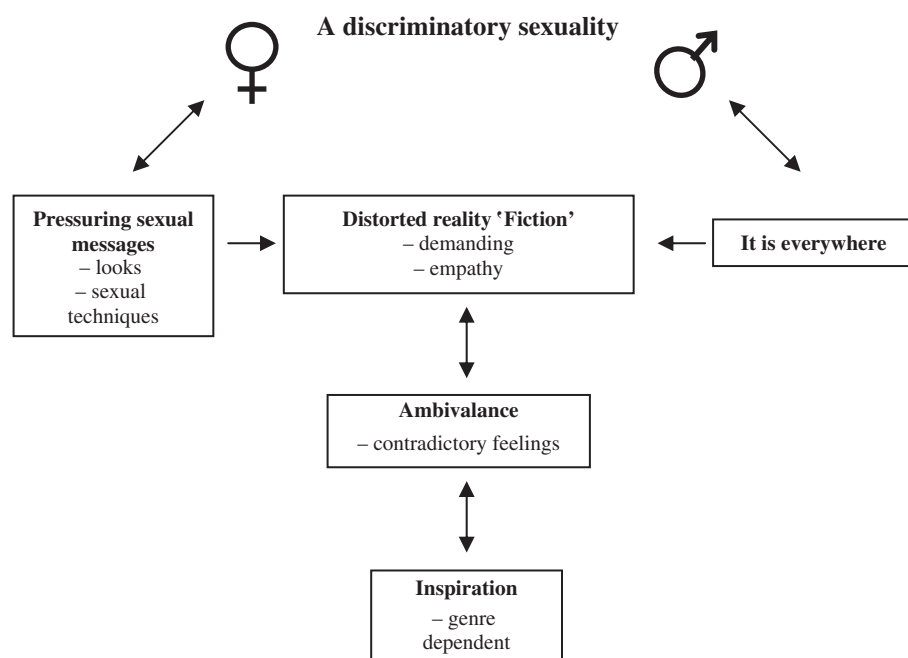 A discriminatory sexuality
Pressuring sexual
messages
– looks
– sexual
techniques
Distorted reality ‛Fiction’
– demanding
– empathy
It is everywhere
Ambivalance
– contradictory feelings
Inspiration
– genre
dependent